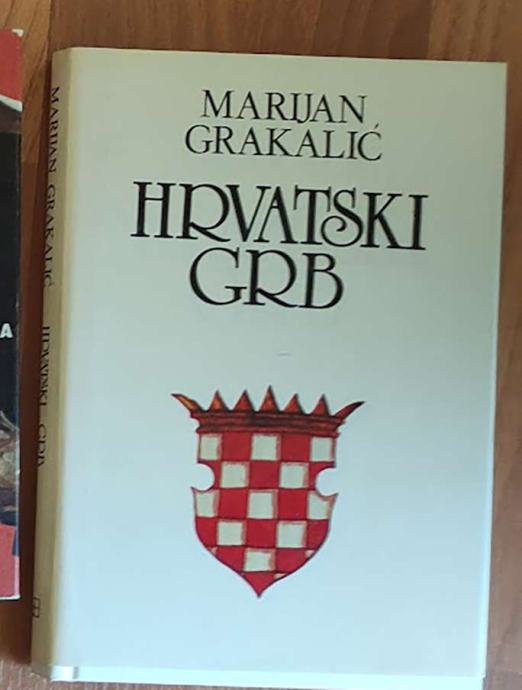 MARIJAN
GRAKALIĆ
HRVATSKI
GRB
MARIJAN GRAKALIĆ HRVATSKI GRB
A